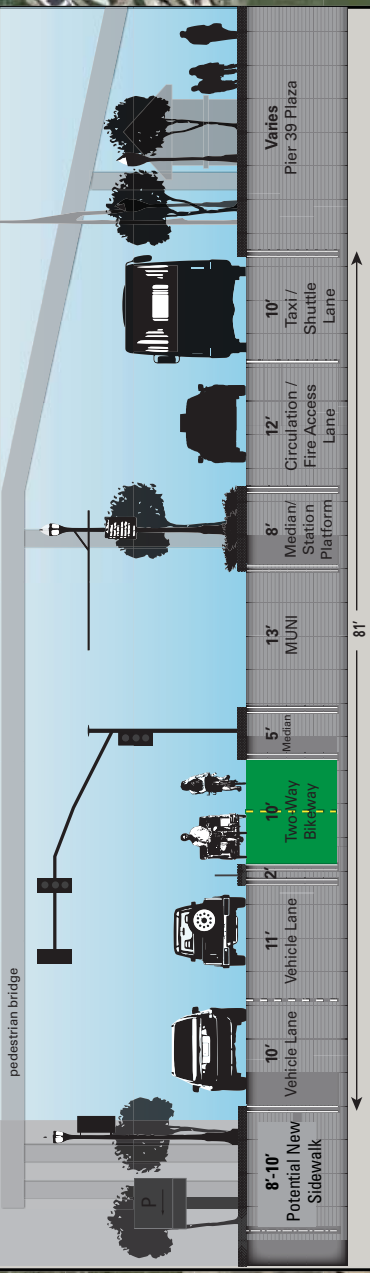 pedestrian bridge
P
8'-10'
Potential New
Sidewalk
10'
Vehicle Lane
11'
Vehicle Lane
2'
10'
Two-Way
Bikeway
5'
Median
13'
MUNI
8'
Median/
Station
Platform
12'
Circulation /
Fire Access
Lane
10'
Taxi /
Shuttle
Lane
Varies
Pier 39 Plaza
81'